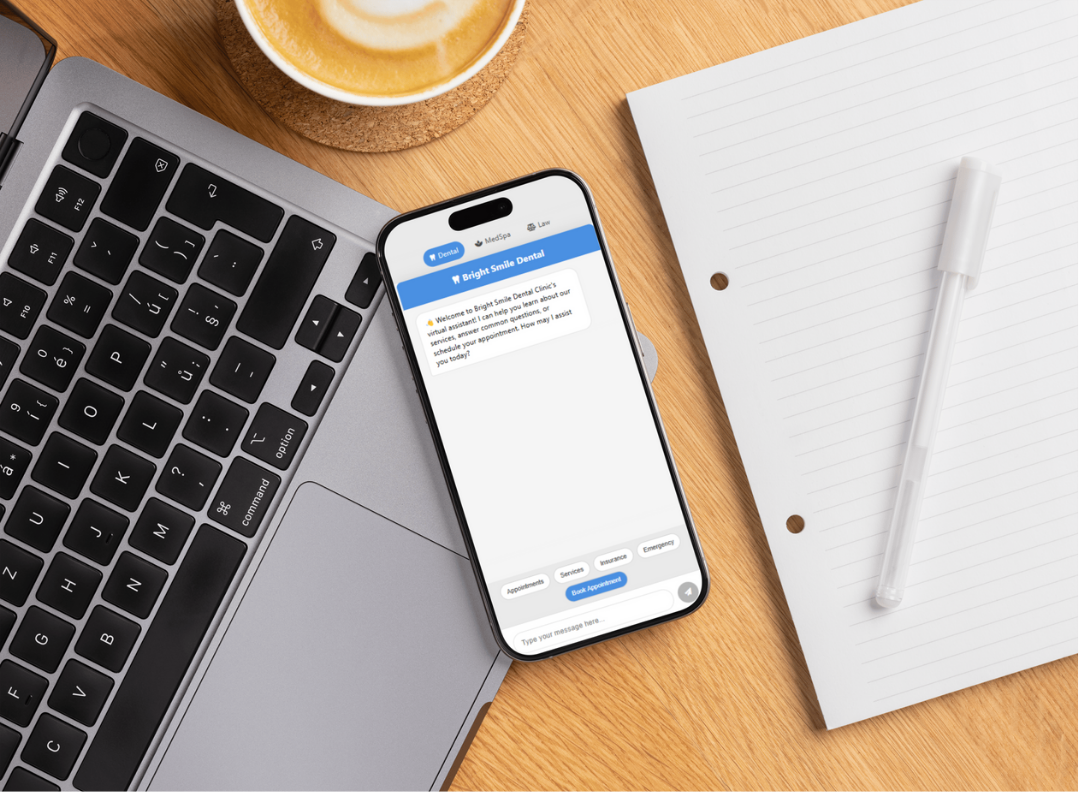 Dental MedSpa Law
Bright Smile Dental
👋 Welcome to Bright Smile Dental Clinic's
virtual assistant! I can help you learn about our
services, answer common questions, or
schedule your appointment. How may I assist
you today?
Appointments Services Insurance Emergency
Book Appointment
Type your message here...
F12
F11
F10
% =
P
O
L
I
K
option
command
U
J
M
Z
H
N
G
B
F
V
C